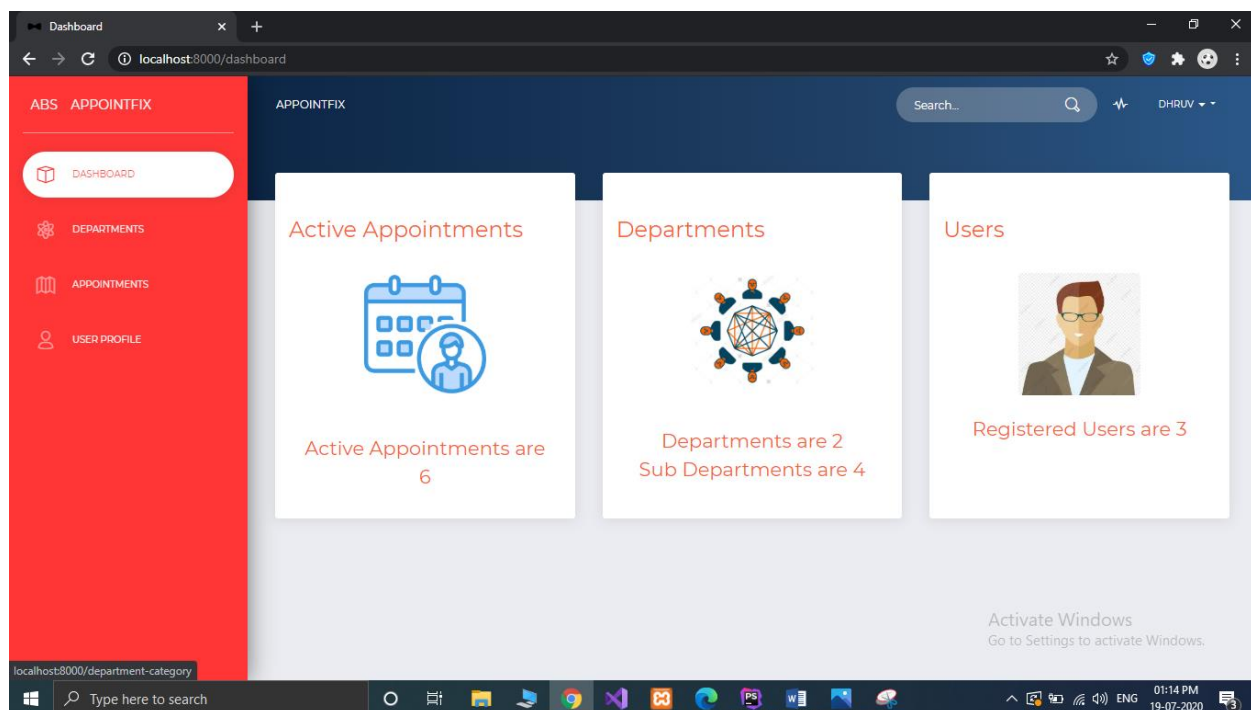 Dashboard
localhost:8000/dashboard
ABS APPOINTFIX
APPOINTFIX
Search...
DHRUV
DASHBOARD
DEPARTMENTS
APPOINTMENTS
USER PROFILE
Active Appointments
Active Appointments are
6
Departments
Departments are 2
Sub Departments are 4
Users
Registered Users are 3
Activate Windows
Go to Settings to activate Windows.
localhost:8000/department-category
Type here to search
PS
W
ENG
01:14 PM
19-07-2020
3